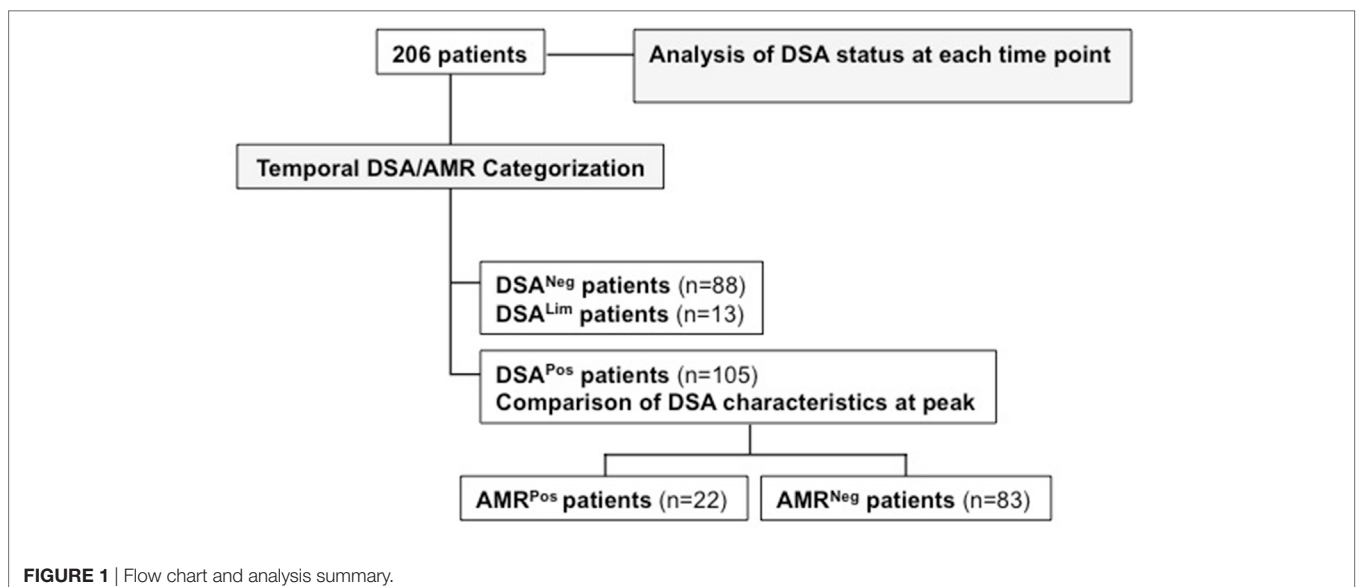 206 patients
Analysis of DSA status at each time point
Temporal DSA/AMR Categorization
DSANeg patients (n=88)
DSALim patients (n=13)
DSAPos patients (n=105)
Comparison of DSA characteristics at peak
AMRPos patients (n=22)
AMRNeg patients (n=83)
FIGURE 1 | Flow chart and analysis summary.